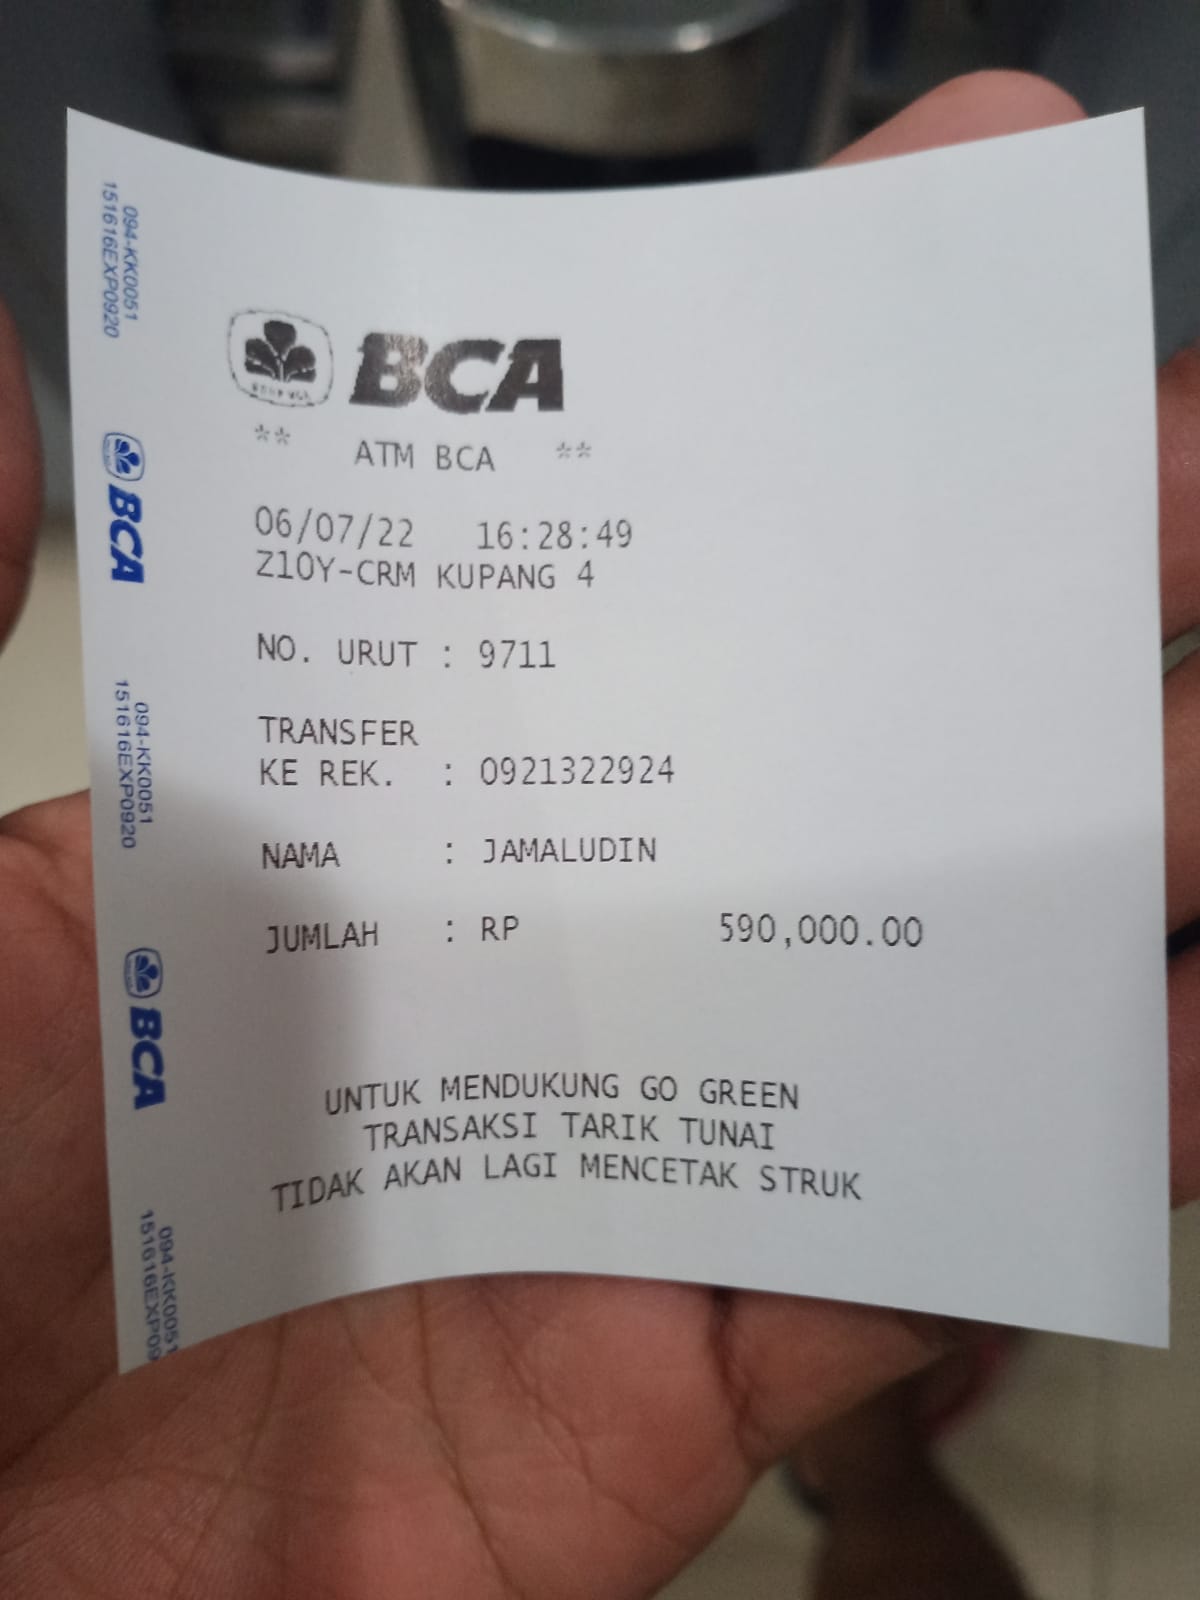 BCA
** ATM BCA **
06/07/22 16:28:49
Z10Y-CRM KUPANG 4
NO. URUT : 9711
TRANSFER
KE REK. : 0921322924
NAMA : JAMALUDIN
JUMLAH : RP 590,000.00
UNTUK MENDUKUNG GO GREEN
TRANSAKSI TARIK TUNAI
TIDAK AKAN LAGI MENCETAK STRUK
094-KK0051
151616EXP0920
BCA
094-KK0051
151616EXP0920
BCA
094-KK0051
151616EXP09